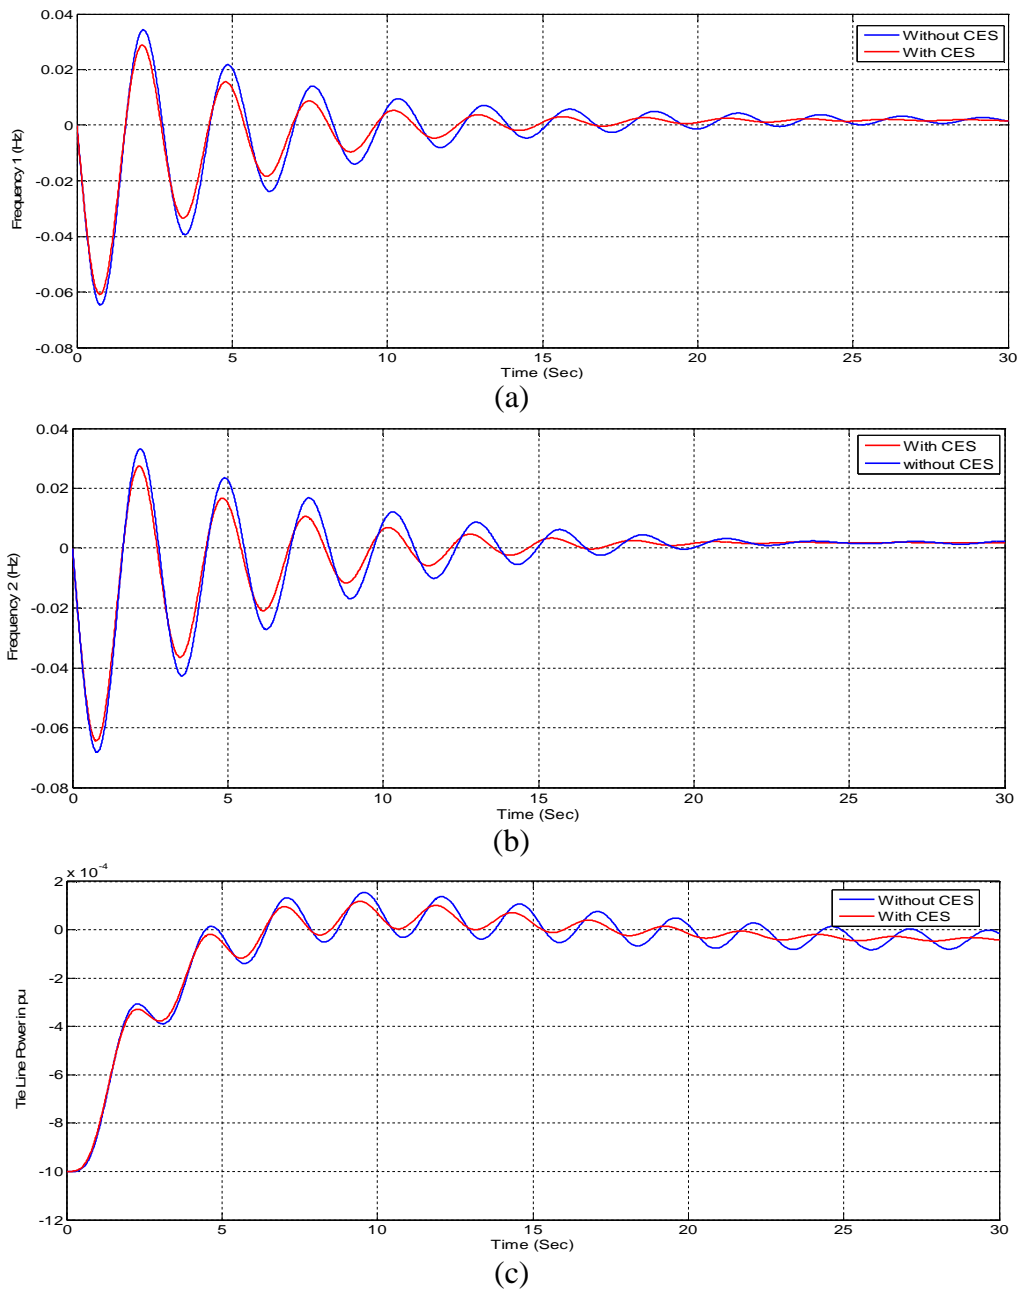 0.04
0.02
0
-0.02
-0.04
-0.06
-0.08
Frequency 1 (Hz)
Without CES
With CES
0 5 10 15 20 25 30
Time (Sec)
(a)
0.04
0.02
0
-0.02
-0.04
-0.06
-0.08
Frequency 2 (Hz)
With CES
without CES
0 5 10 15 20 25 30
Time (Sec)
(b)
x 10^-4
2
0
-2
-4
-6
-8
-10
-12
Tie Line Power in pu
Without CES
With CES
0 5 10 15 20 25 30
Time (Sec)
(c)